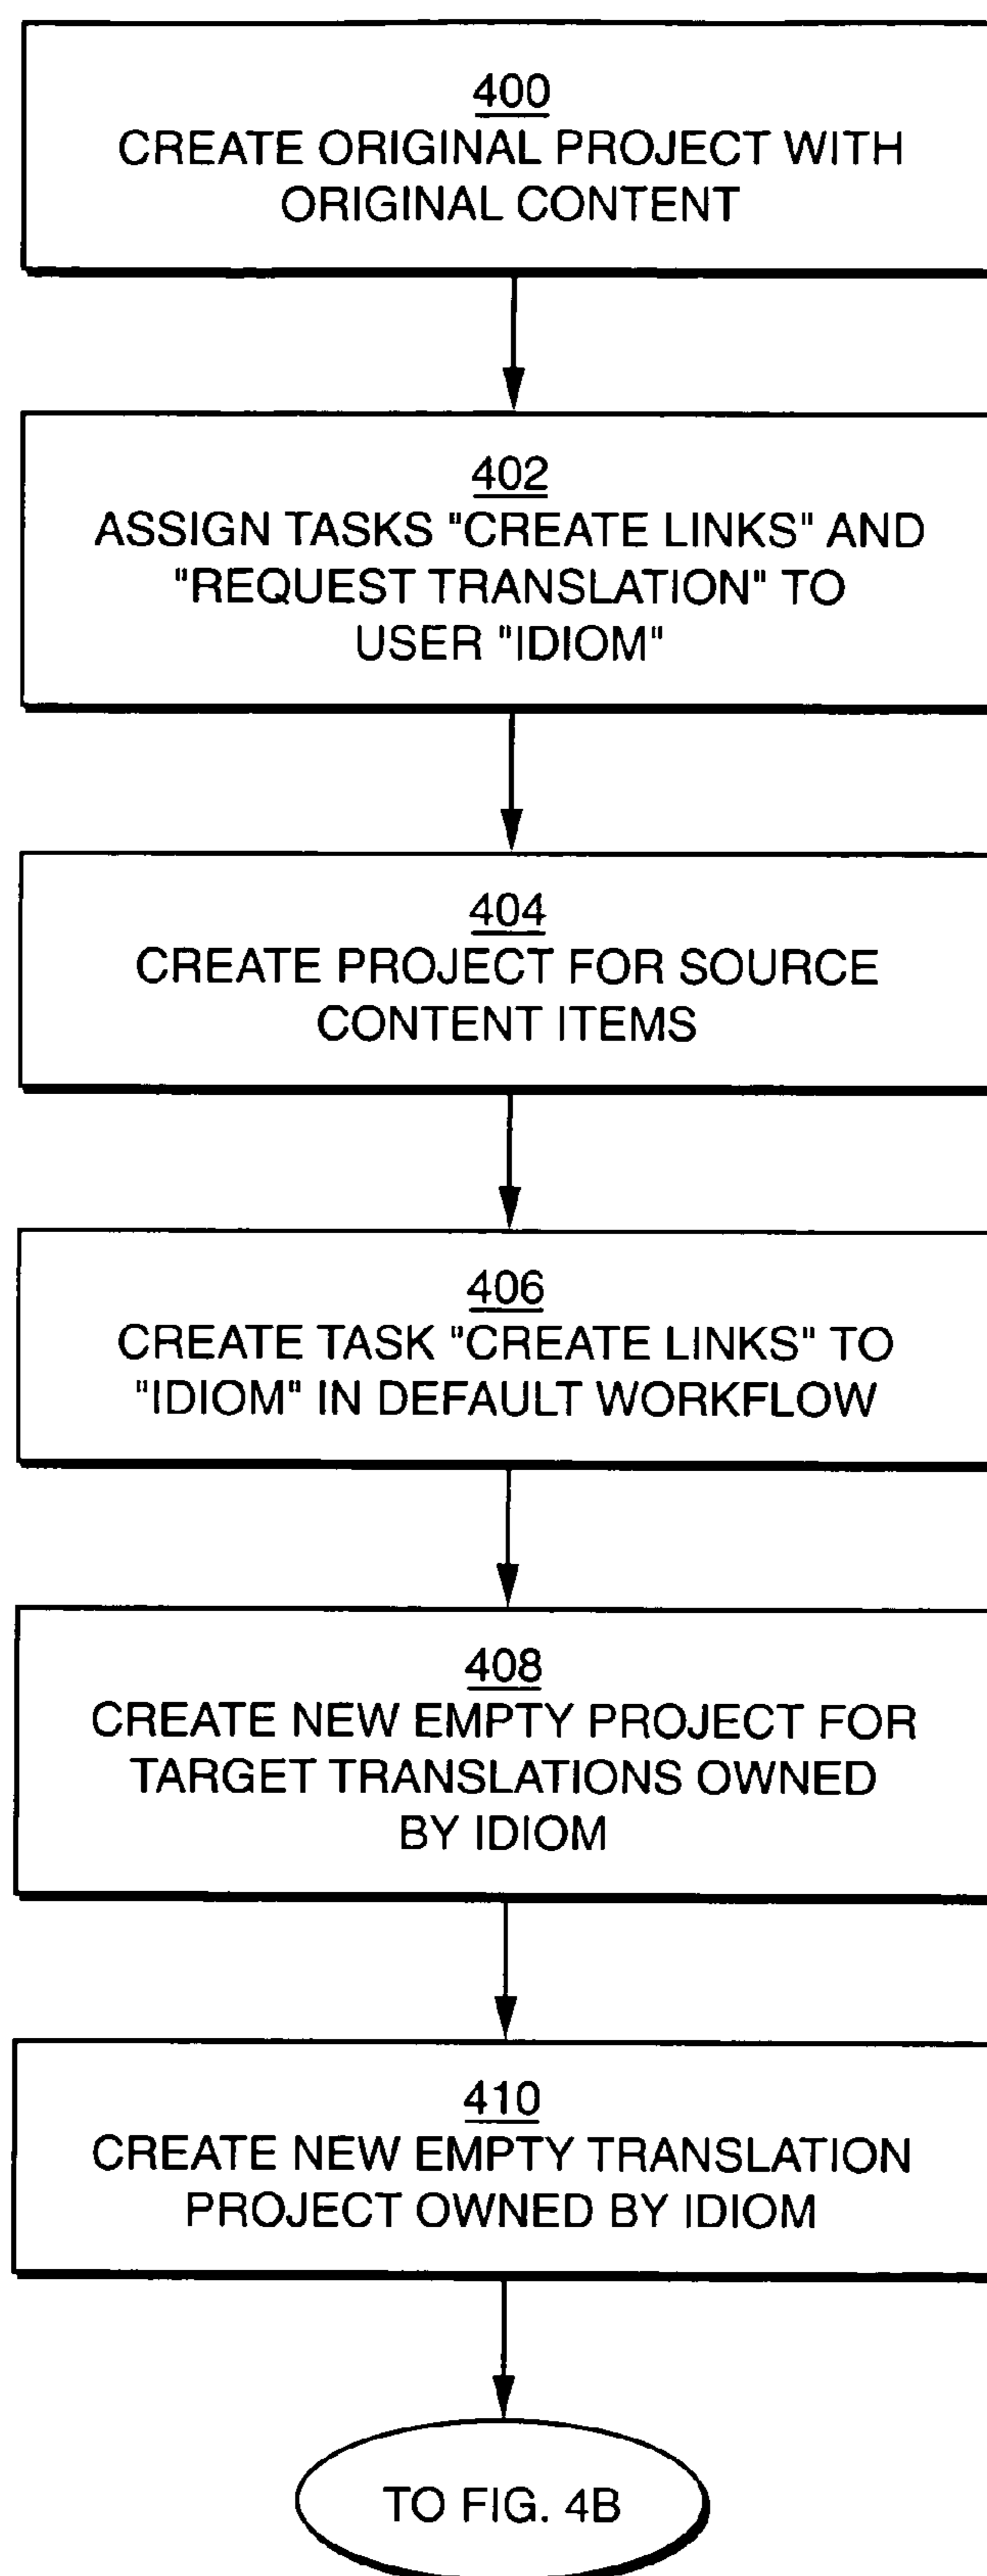 400
CREATE ORIGINAL PROJECT WITH
ORIGINAL CONTENT
402
ASSIGN TASKS "CREATE LINKS" AND
"REQUEST TRANSLATION" TO
USER "IDIOM"
404
CREATE PROJECT FOR SOURCE
CONTENT ITEMS
406
CREATE TASK "CREATE LINKS" TO
"IDIOM" IN DEFAULT WORKFLOW
408
CREATE NEW EMPTY PROJECT FOR
TARGET TRANSLATIONS OWNED
BY IDIOM
410
CREATE NEW EMPTY TRANSLATION
PROJECT OWNED BY IDIOM
TO FIG. 4B